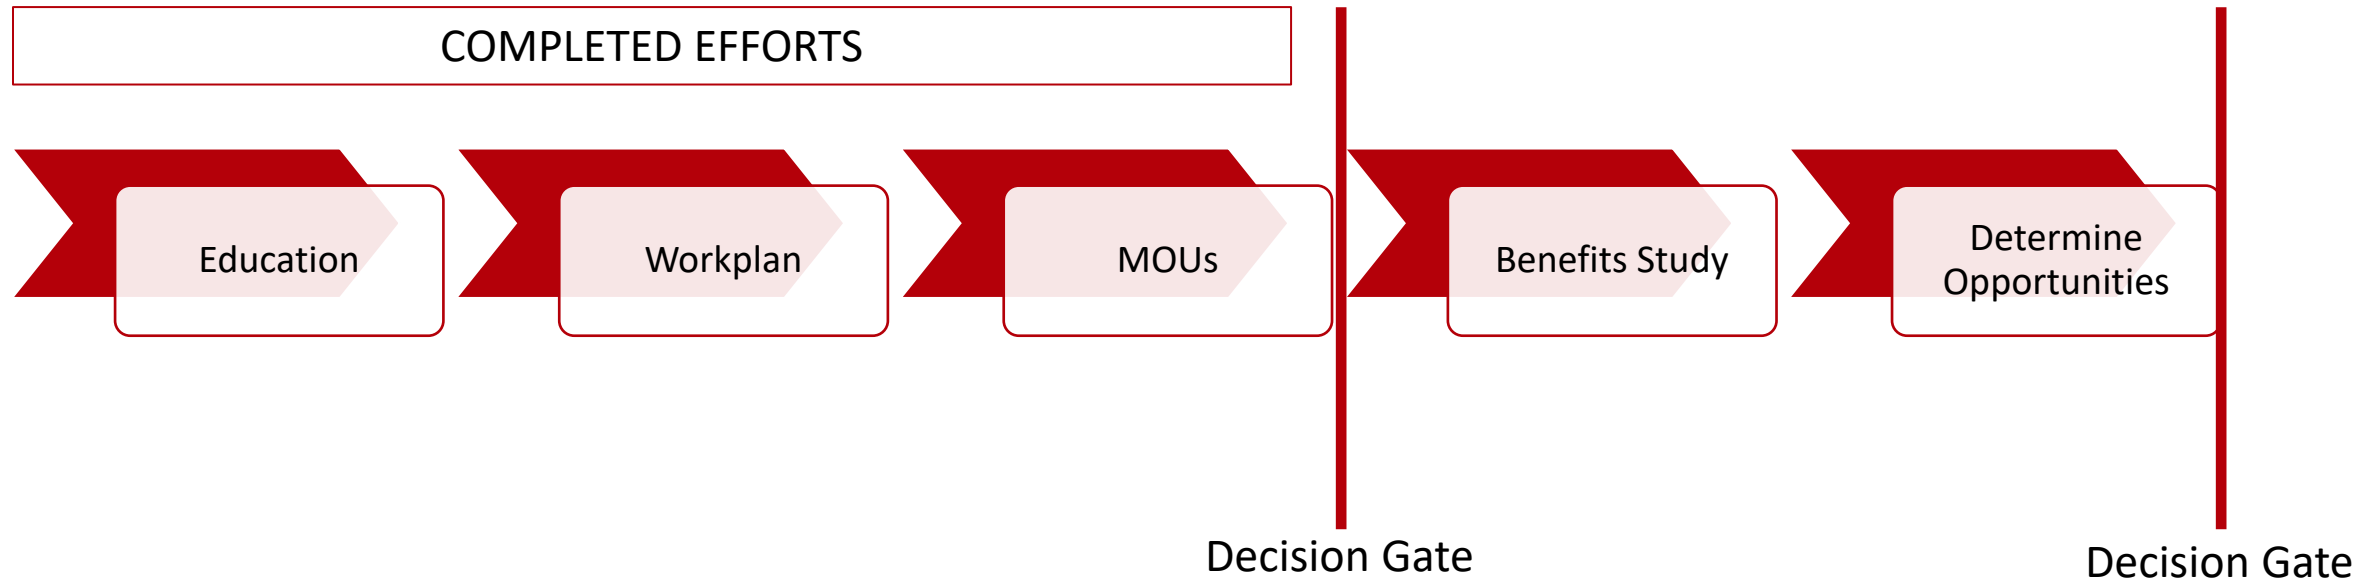 COMPLETED EFFORTS
Education
Workplan
MOUs
Benefits Study
Determine
Opportunities
Decision Gate
Decision Gate